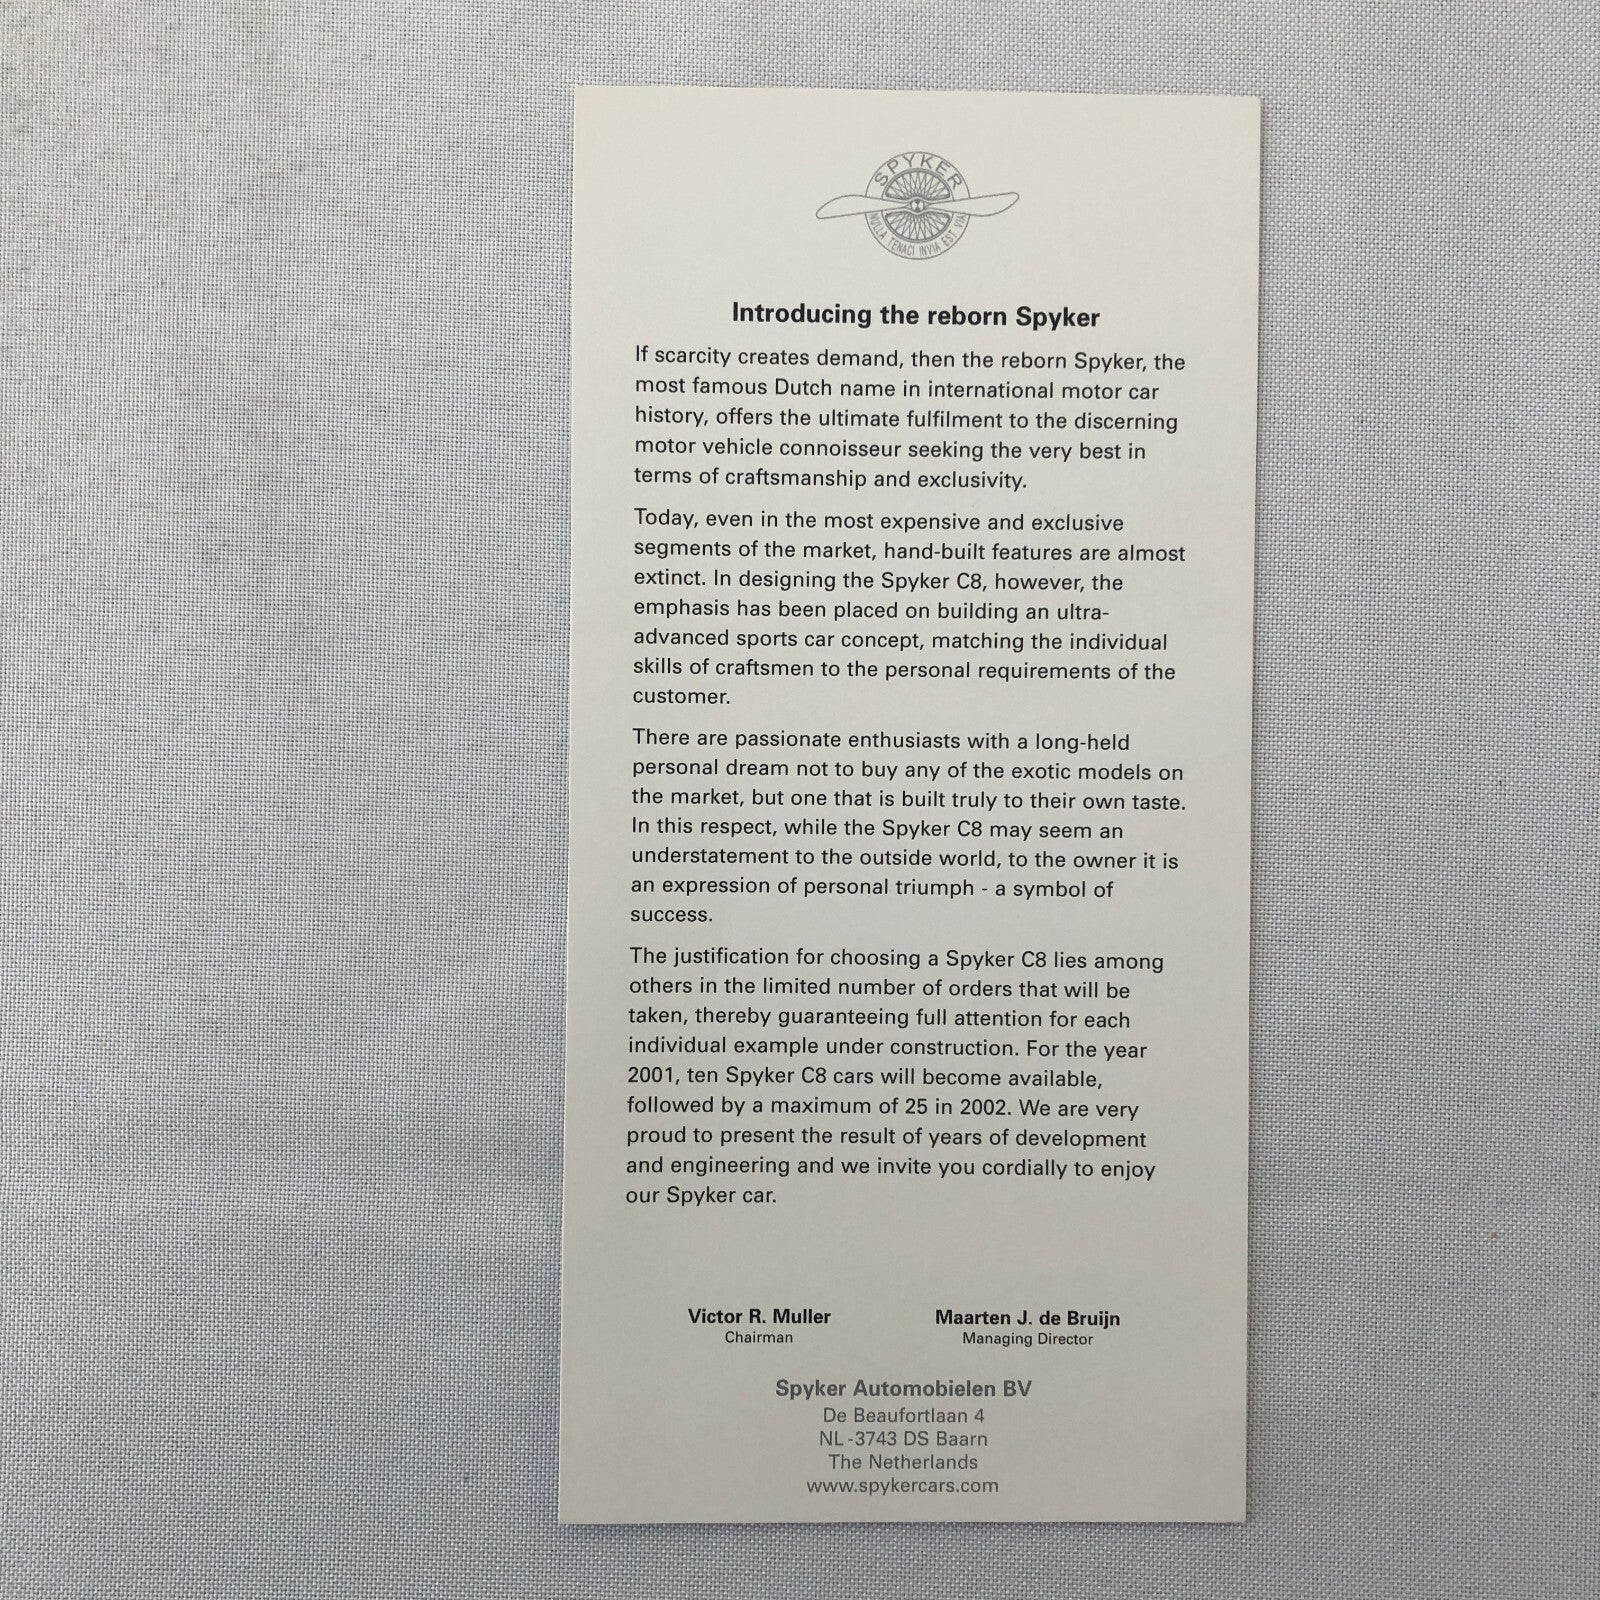 SPYKER
NULLA TENACI INVIA EST VIA
Introducing the reborn Spyker
If scarcity creates demand, then the reborn Spyker, the
most famous Dutch name in international motor car
history, offers the ultimate fulfilment to the discerning
motor vehicle connoisseur seeking the very best in
terms of craftsmanship and exclusivity.
Today, even in the most expensive and exclusive
segments of the market, hand-built features are almost
extinct. In designing the Spyker C8, however, the
emphasis has been placed on building an ultra-
advanced sports car concept, matching the individual
skills of craftsmen to the personal requirements of the
customer.
There are passionate enthusiasts with a long-held
personal dream not to buy any of the exotic models on
the market, but one that is built truly to their own taste.
In this respect, while the Spyker C8 may seem an
understatement to the outside world, to the owner it is
an expression of personal triumph - a symbol of
success.
The justification for choosing a Spyker C8 lies among
others in the limited number of orders that will be
taken, thereby guaranteeing full attention for each
individual example under construction. For the year
2001, ten Spyker C8 cars will become available,
followed by a maximum of 25 in 2002. We are very
proud to present the result of years of development
and engineering and we invite you cordially to enjoy
our Spyker car.
Victor R. Muller
Chairman
Maarten J. de Bruijn
Managing Director
Spyker Automobielen BV
De Beaufortlaan 4
NL-3743 DS Baarn
The Netherlands
www.spykercars.com